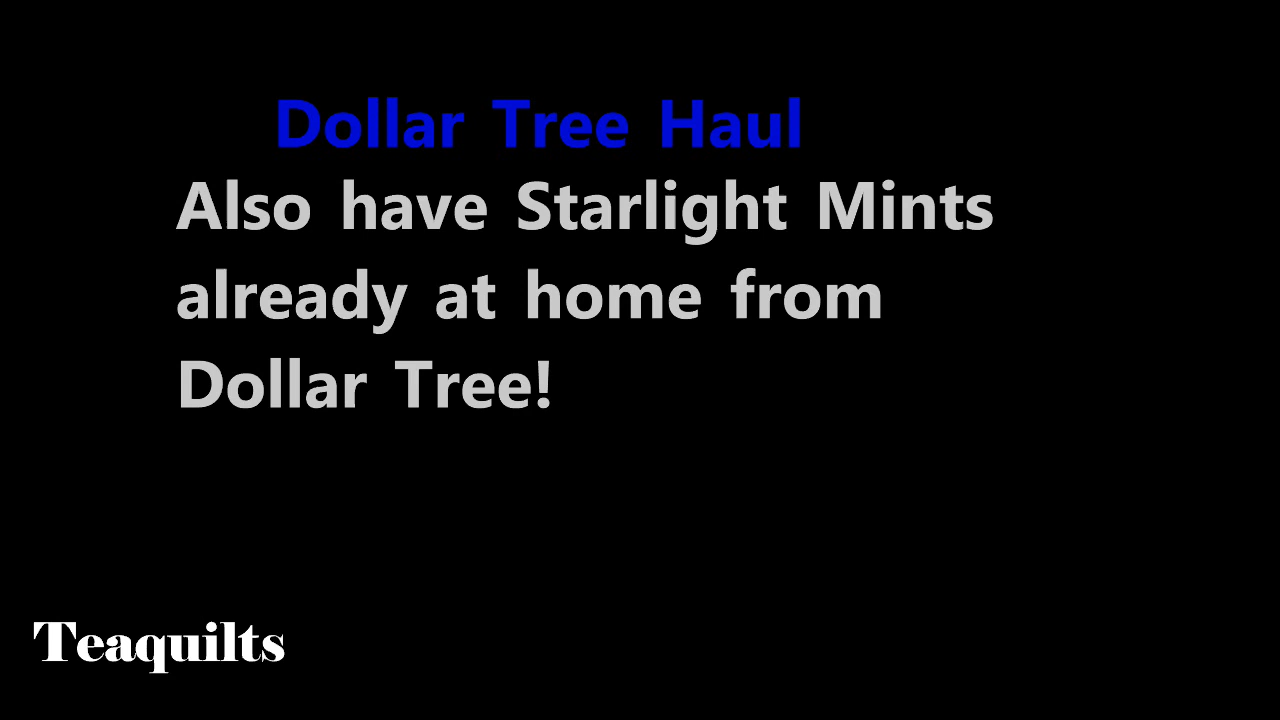 Dollar Tree Haul
Also have Starlight Mints
already at home from
Dollar Tree!
Teaquilts